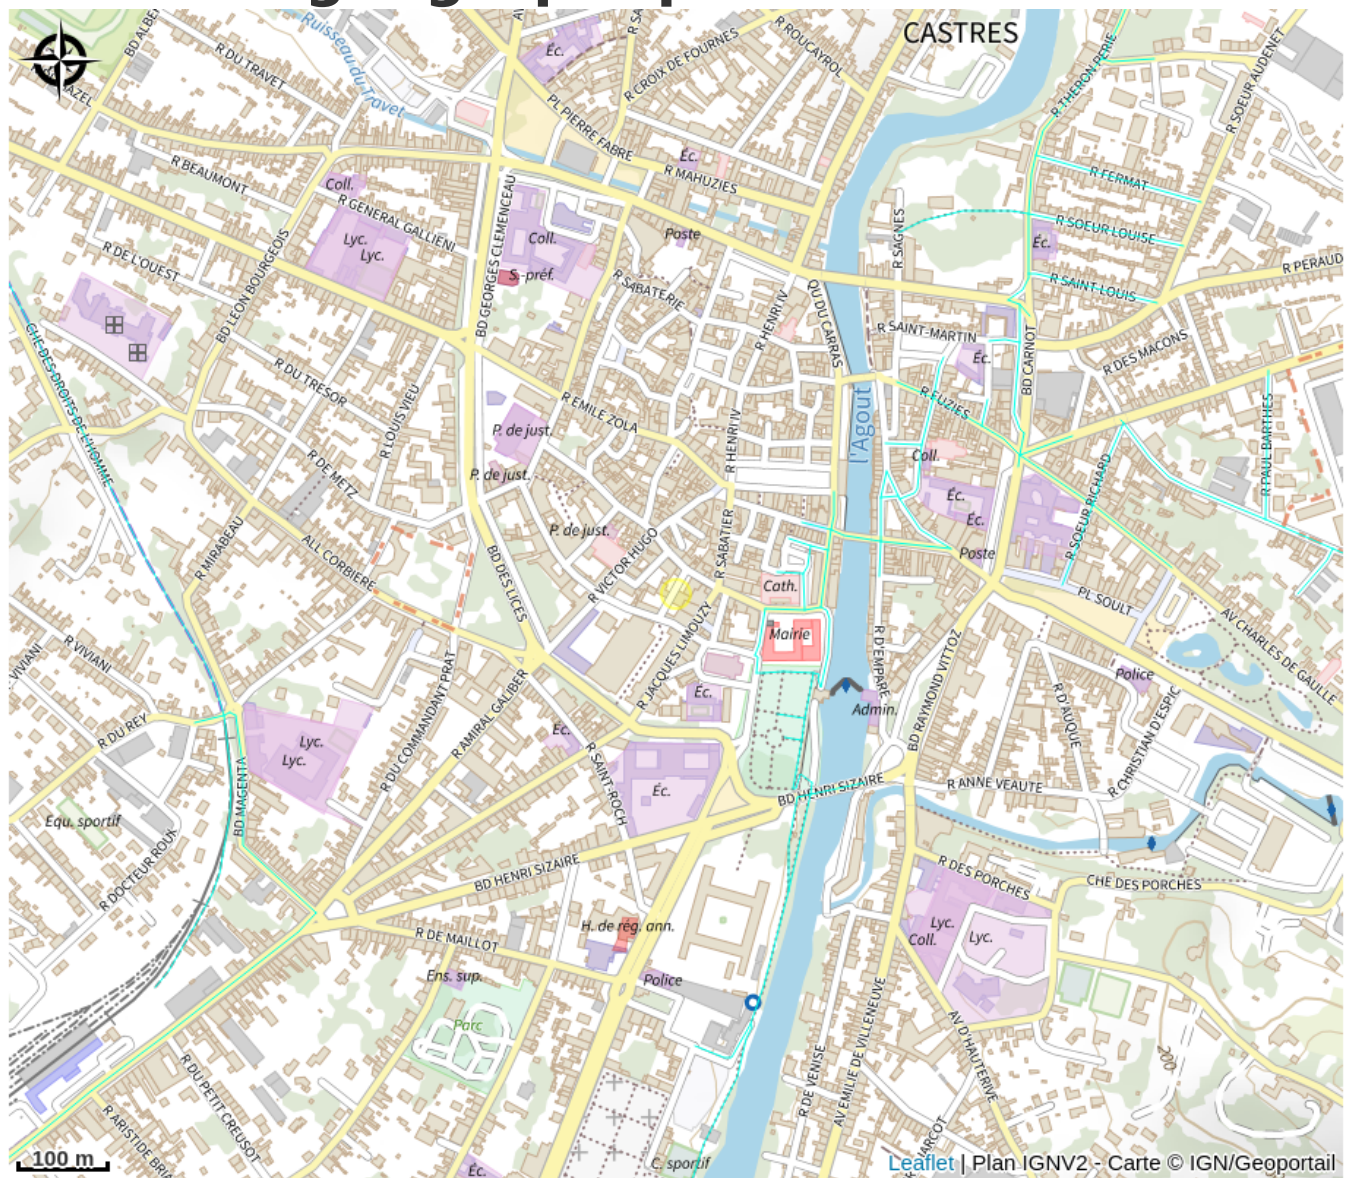 CASTRES
BD ALBE
R DU TRAVET
Ruisseau du Travet
AZEL
Éc.
R CROIX DE FOURNES
R ROUCAYROL
R THERON PERIE
R SOEUR AUDENET
PL PIERRE FABRE
R BEAUMONT
Coll.
R GENERAL GALLIENI
Éc.
R MAHUZIES
R FERMAT
R SOEUR LOUISE
R SAGNES
Éc.
Lyc.
Lyc.
Coll.
Poste
S.-préf.
R DE L'OUEST
BD LEON BOURGEOIS
BD GEORGES CLEMENCEAU
R SABATERIE
R HENRI IV
QU DU CARRAS
R SAINT-LOUIS
R PERAUD
R SAINT-MARTIN
Éc.
BD CARNOT
R DES MACONS
CHE DES DROITS DE L'HOMME
R DU TRESOR
R LOUIS VIEU
R EMILE ZOLA
P. de just.
P. de just.
R HENRI IV
l'Agout
R FUZIES
Coll.
R PAUL BARTHES
R DE METZ
Éc.
Éc.
R SOEUR RICHARD
P. de just.
R MIRABEAU
ALL CORBIERE
BD DES LICES
R VICTOR HUGO
R SABATIER
Poste
Cath.
PL SOULT
Mairie
R JACQUES LIMOUZY
R D'EMPARE
BD RAYMOND VITTOZ
AV CHARLES DE GAULLE
R VIVIANI
VIVIANI
R DU COMMANDANT PRAT
R AMIRAL GALIBER
Éc.
Admin.
Police
R D'AUQUE
R CHRISTIAN D'ESPIC
R DU REY
Lyc.
Lyc.
Éc.
R SAINT-ROCH
Éc.
BD HENRI SIZAIRE
R ANNE VEAUTE
BD MAGENTA
Equ. sportif
R DOCTEUR ROUX
BD HENRI SIZAIRE
R DES PORCHES
CHE DES PORCHES
H. de rég. ann.
R DE MAILLOT
Lyc.
Coll.
Lyc.
Ens. sup.
Police
Parc
AV EMILE DE VILLENEUVE
AV D'HAUTERIVE
R DE VENISE
200
R DU PETIT CREUSOT
R ARISTIDE BRIA
Éc.
C. sportif
100 m
Leaflet | Plan IGNV2 - Carte © IGN/Geoportail